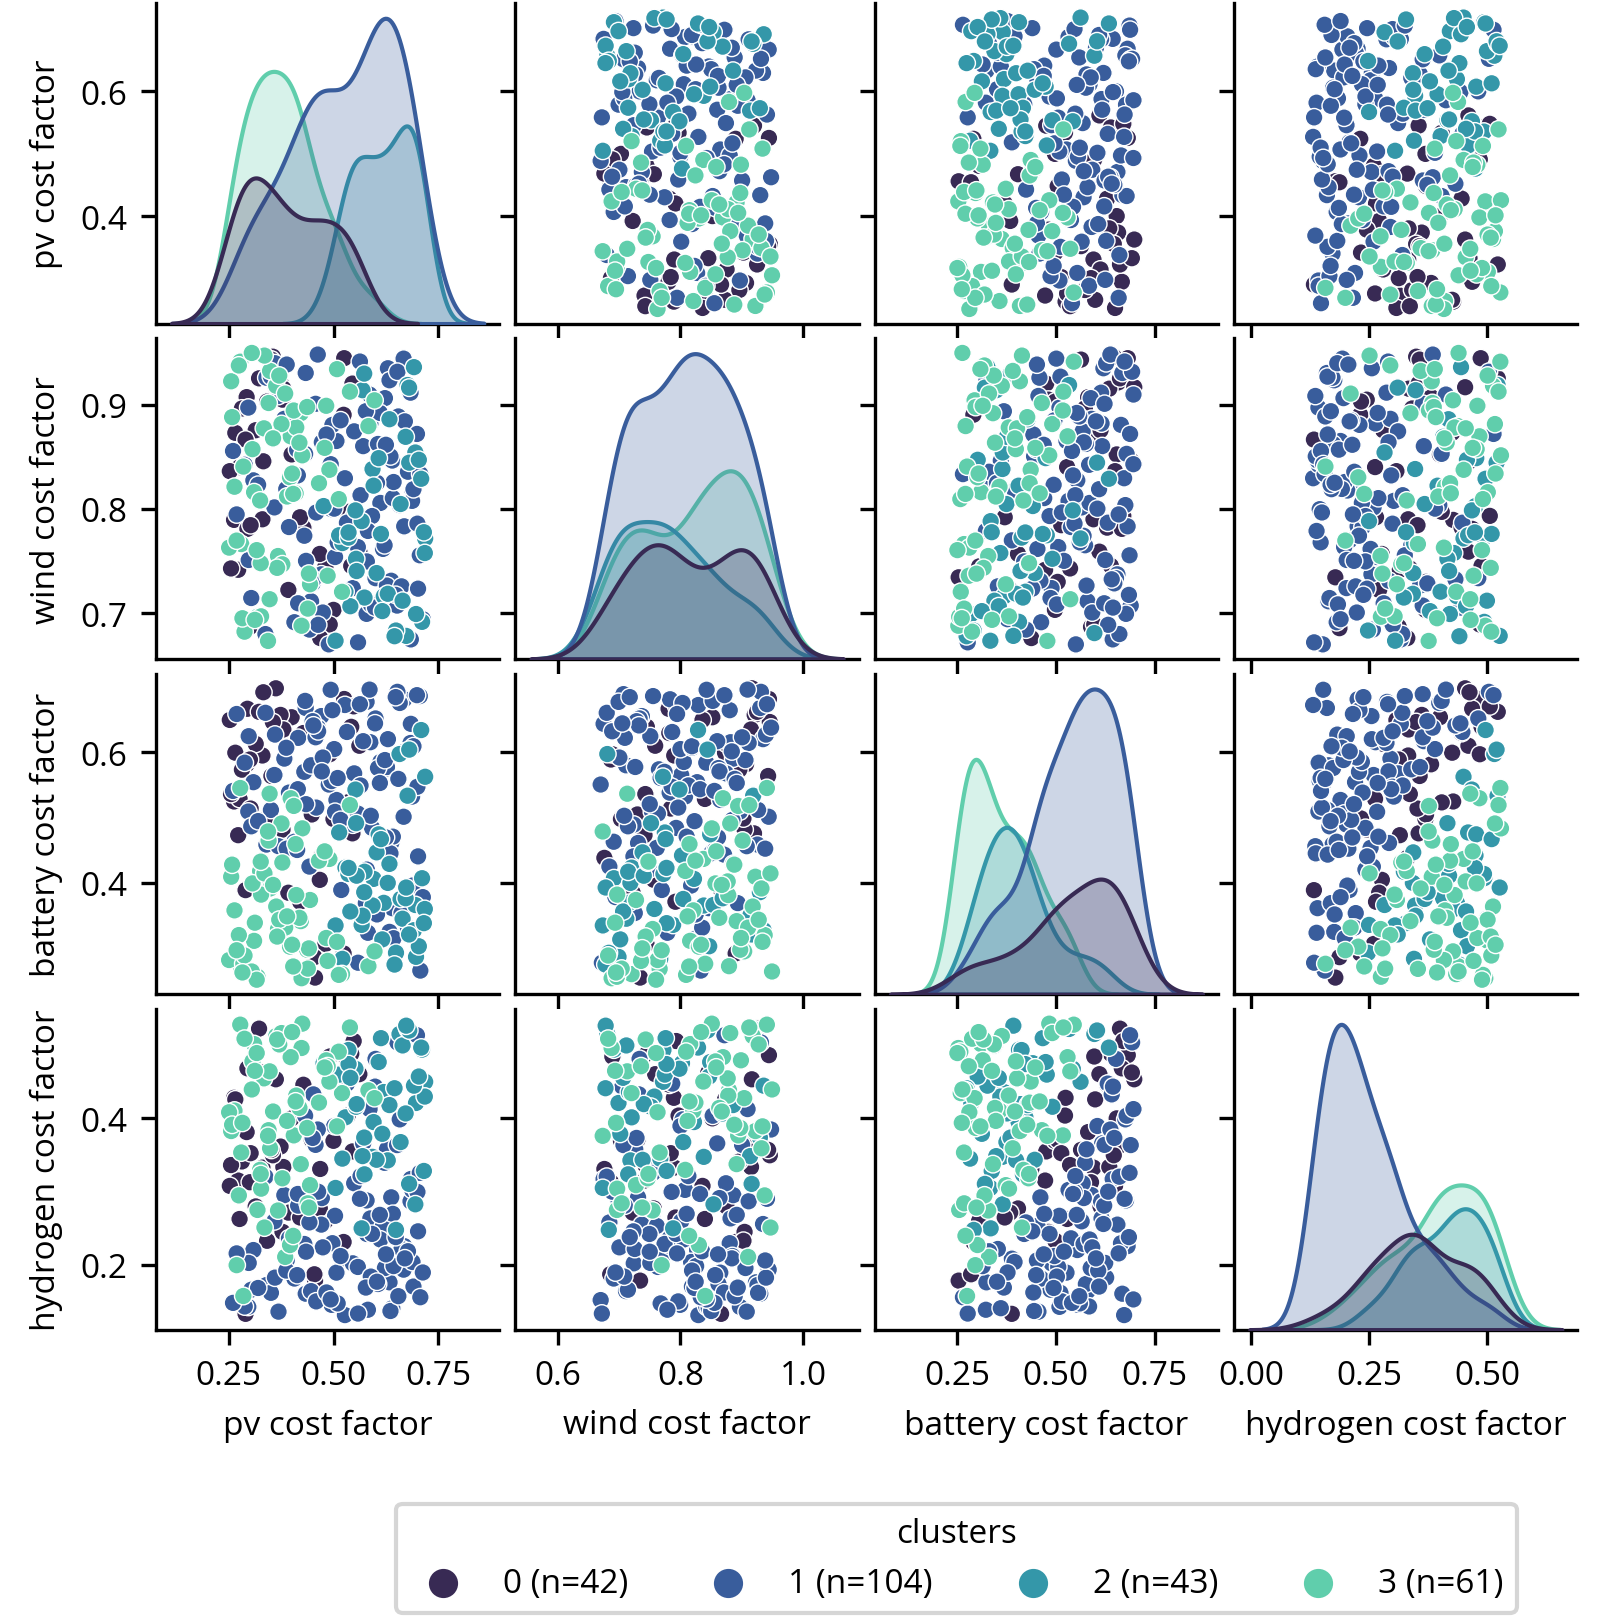 pv cost factor
0.6
0.4
wind cost factor
0.9
0.8
0.7
battery cost factor
0.6
0.4
hydrogen cost factor
0.4
0.2
0.25 0.50 0.75 0.6 0.8 1.0 0.25 0.50 0.75 0.00 0.25 0.50
pv cost factor wind cost factor battery cost factor hydrogen cost factor
clusters
0 (n=42) 1 (n=104) 2 (n=43) 3 (n=61)